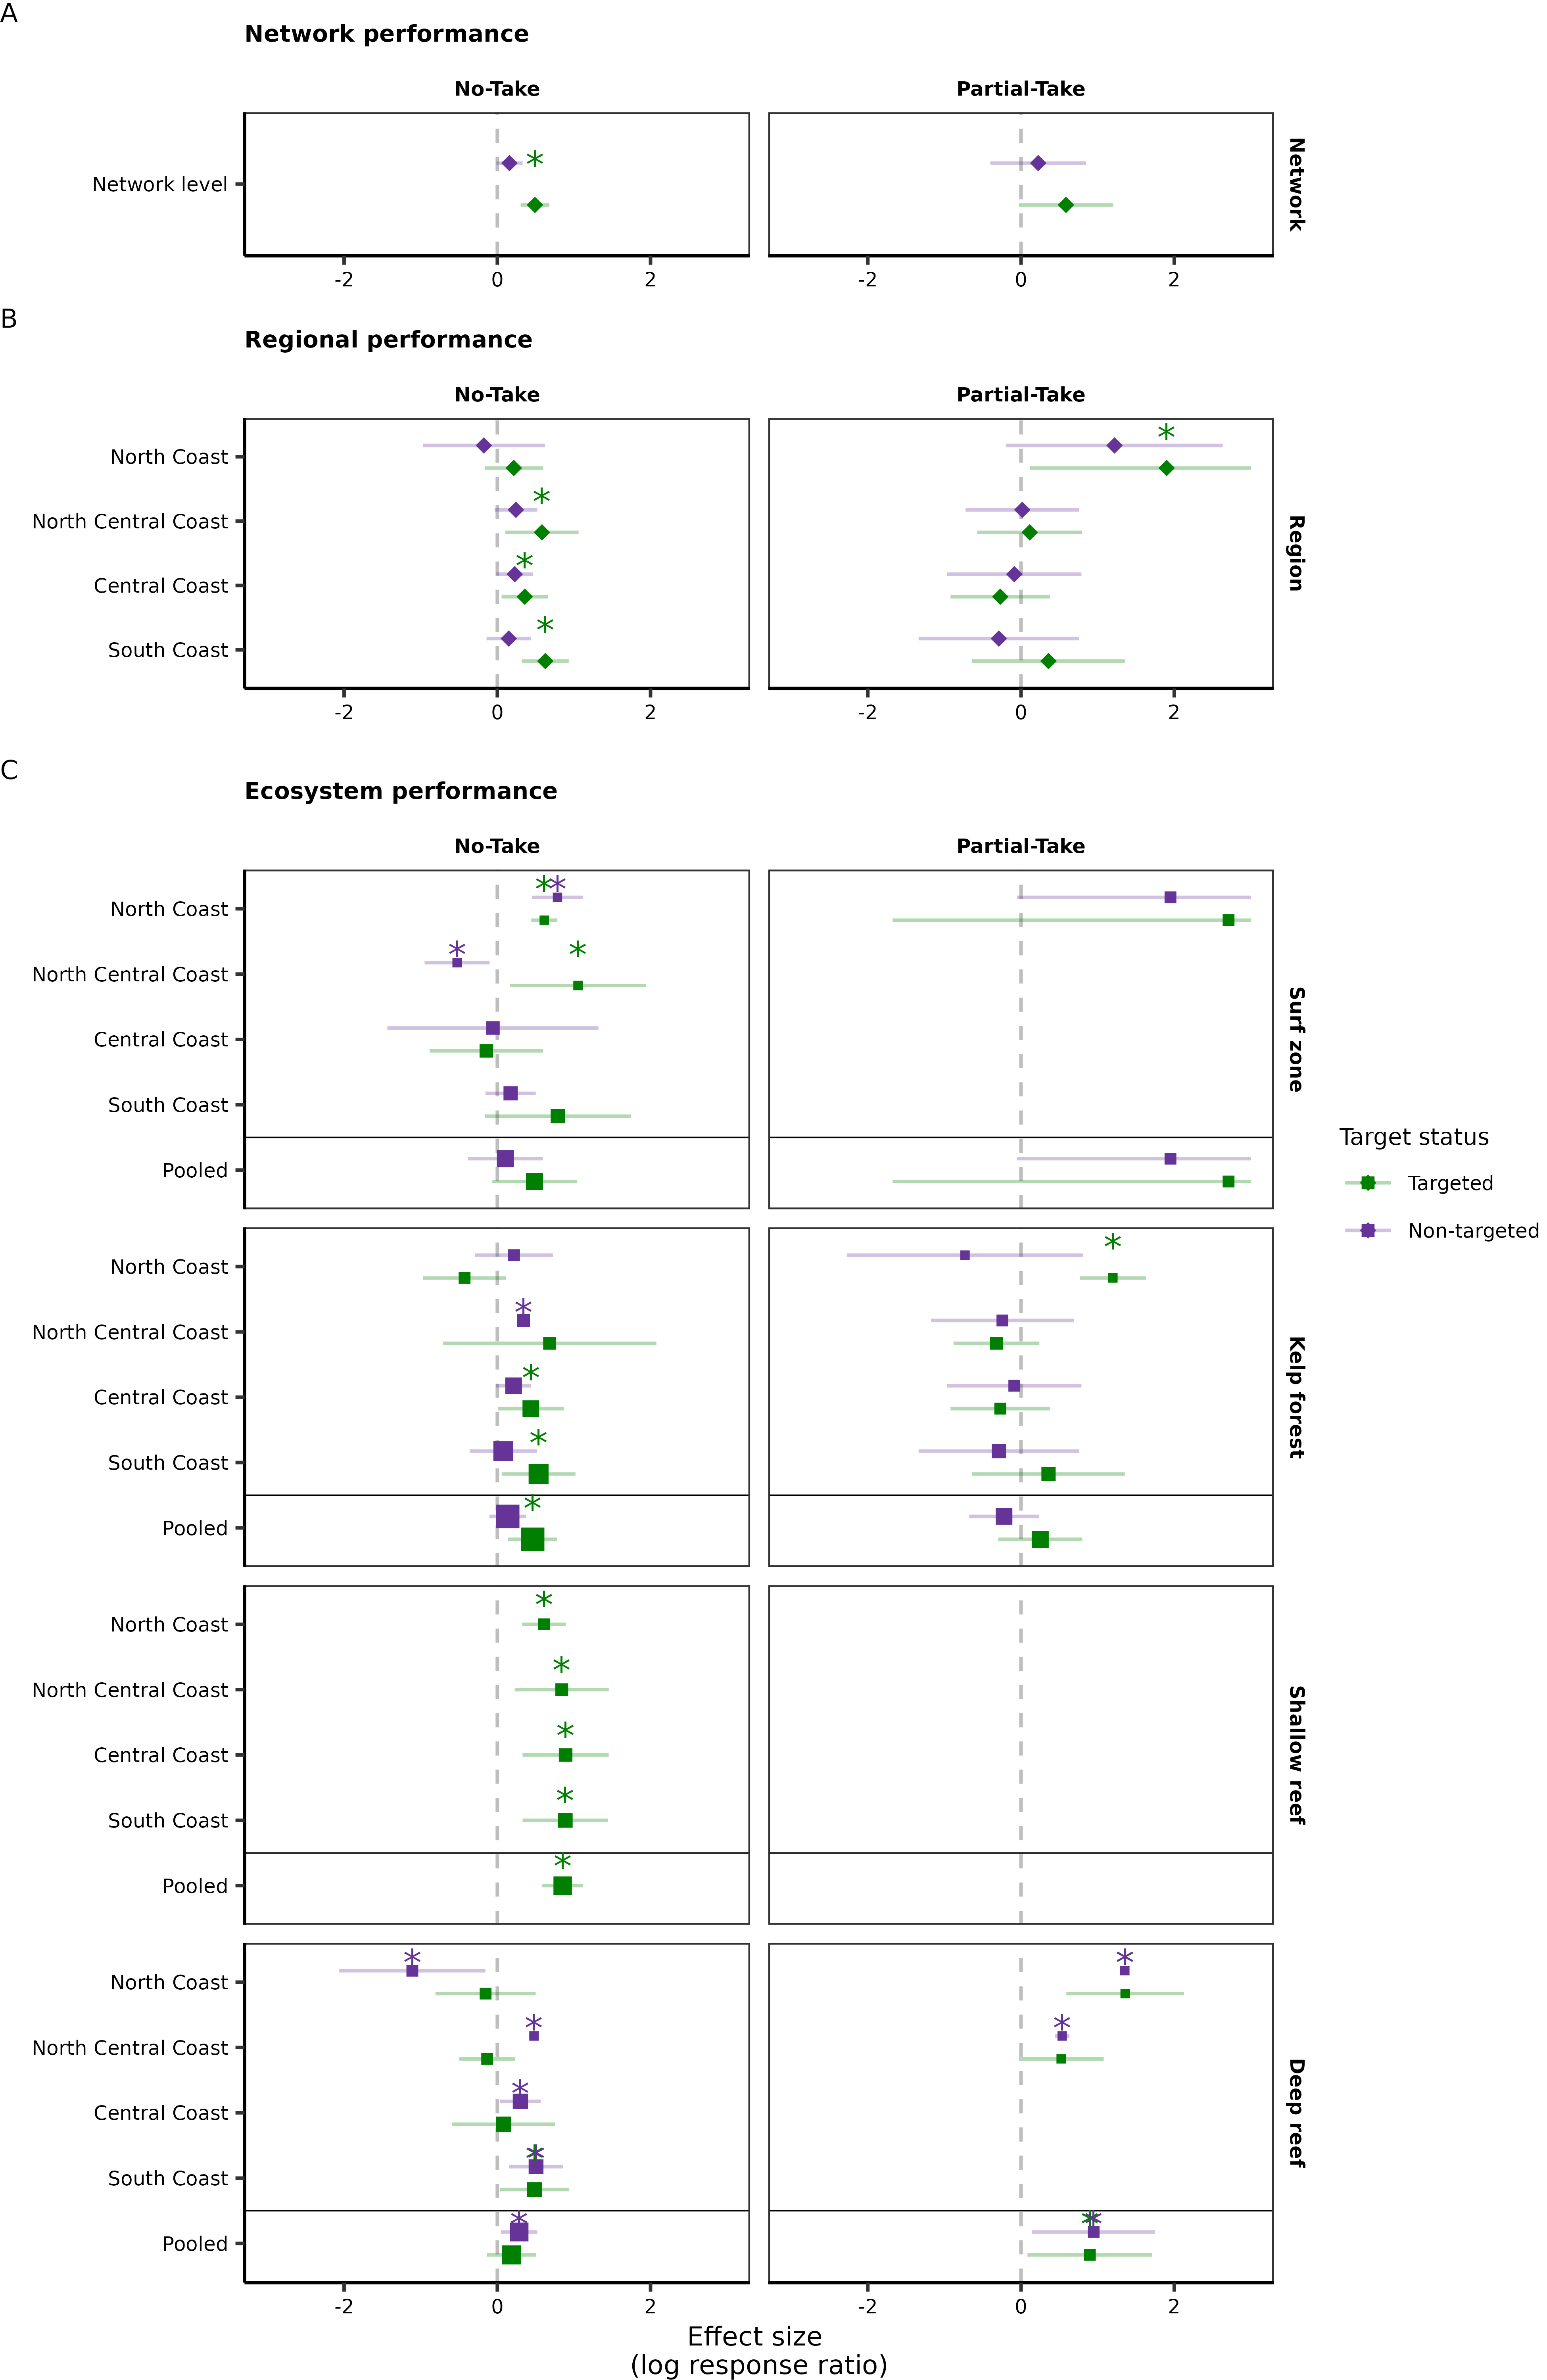 A
Network performance
No-Take
Partial-Take
Network level
Network
-2 0 2
-2 0 2
B
Regional performance
No-Take
Partial-Take
North Coast
North Central Coast
Central Coast
South Coast
Region
-2 0 2
-2 0 2
C
Ecosystem performance
No-Take
Partial-Take
North Coast
North Central Coast
Central Coast
South Coast
Pooled
Surf zone
North Coast
North Central Coast
Central Coast
South Coast
Pooled
Kelp forest
North Coast
North Central Coast
Central Coast
South Coast
Pooled
Shallow reef
North Coast
North Central Coast
Central Coast
South Coast
Pooled
Deep reef
-2 0 2
-2 0 2
Effect size
(log response ratio)
Target status
Targeted
Non-targeted